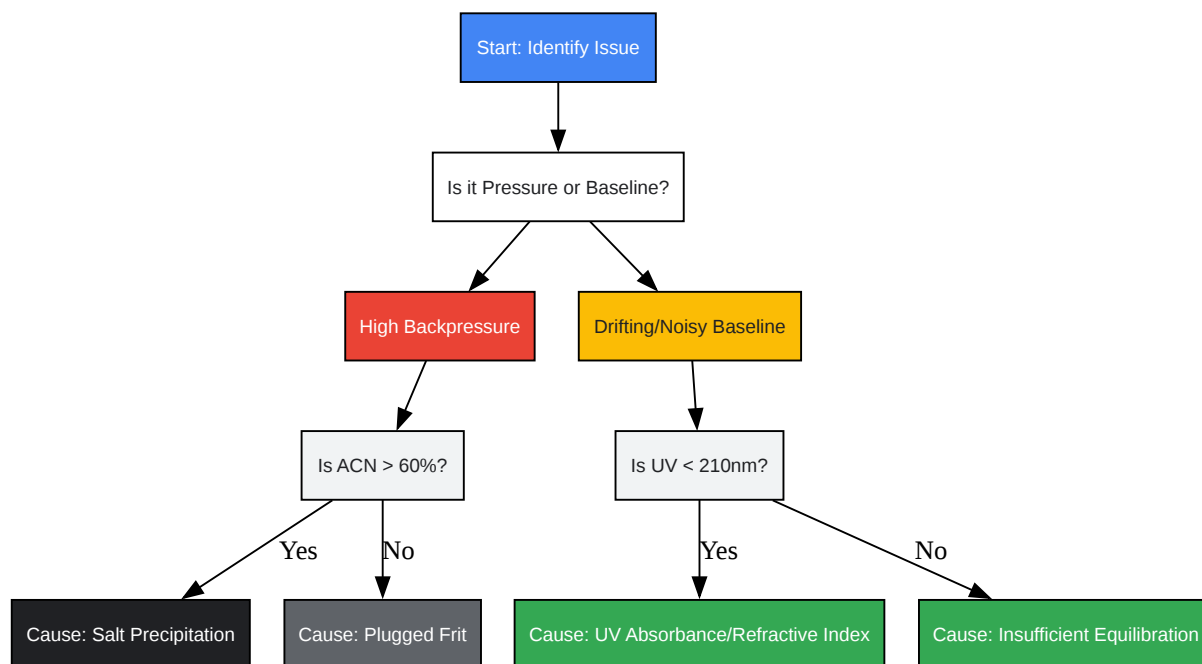 Start: Identify Issue
Is it Pressure or Baseline?
High Backpressure
Drifting/Noisy Baseline
Is ACN > 60%?
Is UV < 210nm?
Yes
No
Yes
No
Cause: Salt Precipitation
Cause: Plugged Frit
Cause: UV Absorbance/Refractive Index
Cause: Insufficient Equilibration